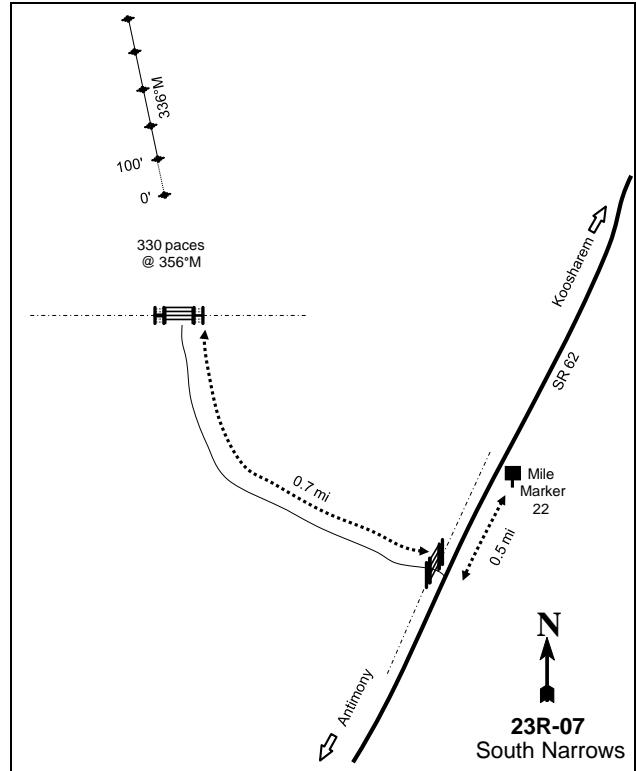 336°M
100'
0'
330 paces
@ 356°M
Koosharem
SR 62
Mile
Marker
22
0.7 mi
0.5 mi
Antimony
N
23R-07
South Narrows